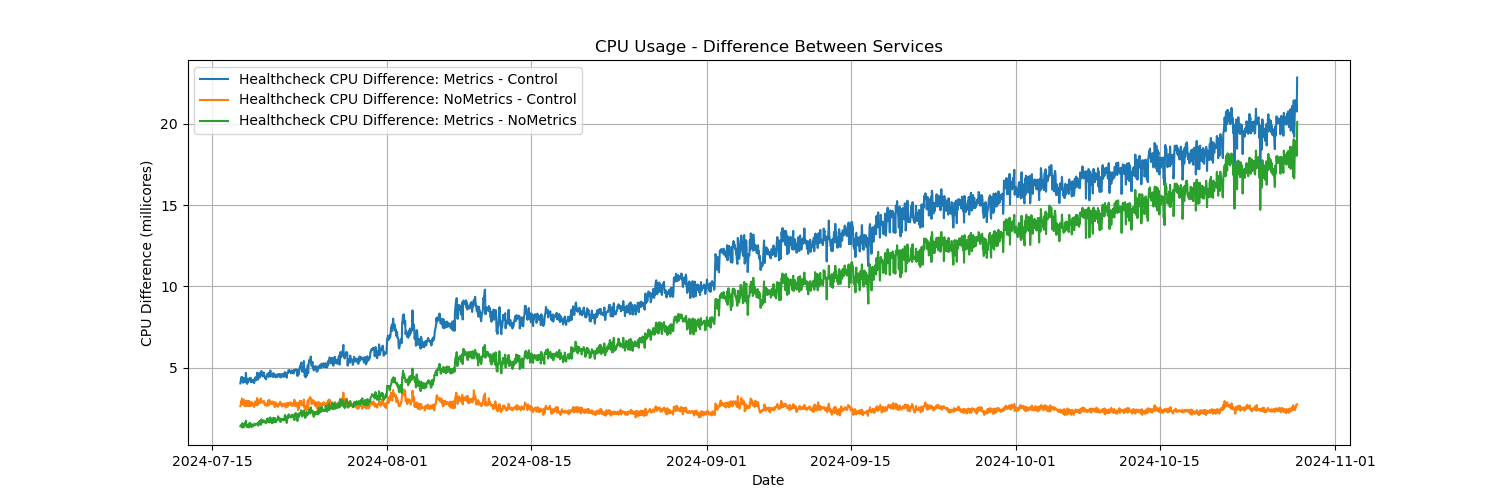 CPU Usage - Difference Between Services
Healthcheck CPU Difference: Metrics - Control
Healthcheck CPU Difference: NoMetrics - Control
Healthcheck CPU Difference: Metrics - NoMetrics
CPU Difference (millicores)
20
15
10
5
2024-07-15 2024-08-01 2024-08-15 2024-09-01 2024-09-15 2024-10-01 2024-10-15 2024-11-01
Date